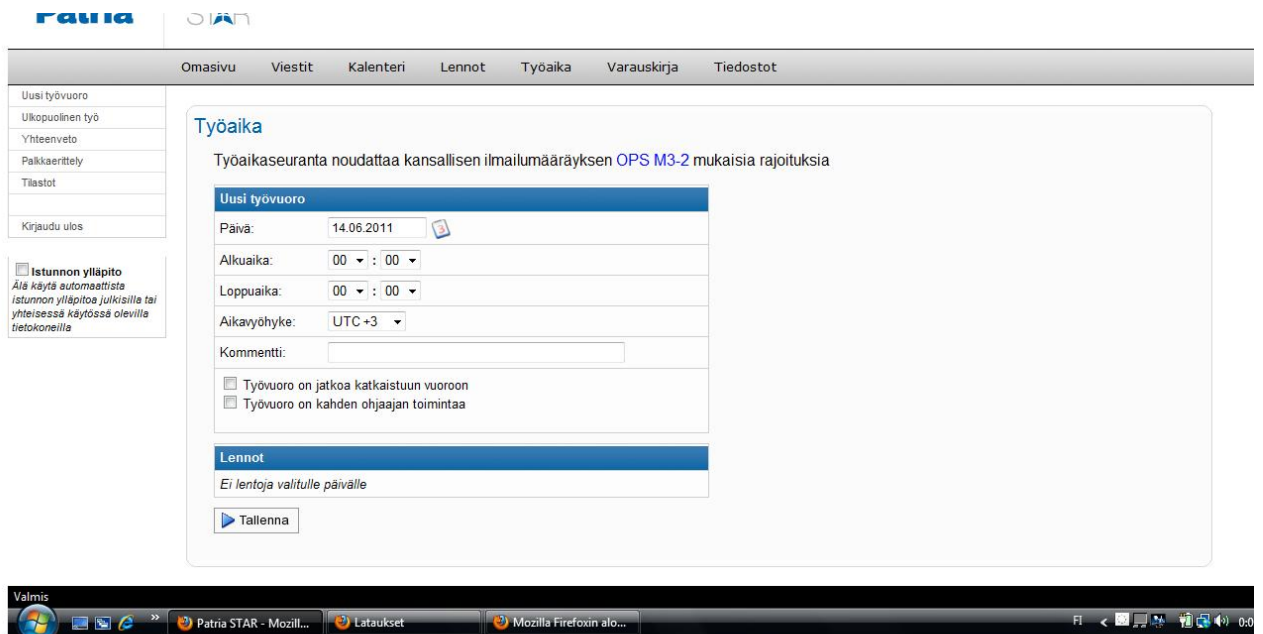 Patria STAR
Omasivu Viestit Kalenteri Lennot Työaika Varauskirja Tiedostot
Uusi työvuoro
Ulkopuolinen työ
Yhteenveto
Palkkaerittely
Tilastot
Kirjaudu ulos
Istunnon ylläpito
Älä käytä automaattista
istunnon ylläpitoa julkisilla tai
yhteisessä käytössä olevilla
tietokoneilla
Työaika
Työaikaseuranta noudattaa kansallisen ilmailumääräyksen OPS M3-2 mukaisia rajoituksia
Uusi työvuoro
Päivä: 14.06.2011 3
Alkuaika: 00 : 00
Loppuaika: 00 : 00
Aikavyöhyke: UTC +3
Kommentti:
Työvuoro on jatkoa katkaistuun vuoroon
Työvuoro on kahden ohjaajan toimintaa
Lennot
Ei lentoja valitulle päivälle
Tallenna
Valmis
» Patria STAR - Mozill... Lataukset Mozilla Firefoxin alo... FI